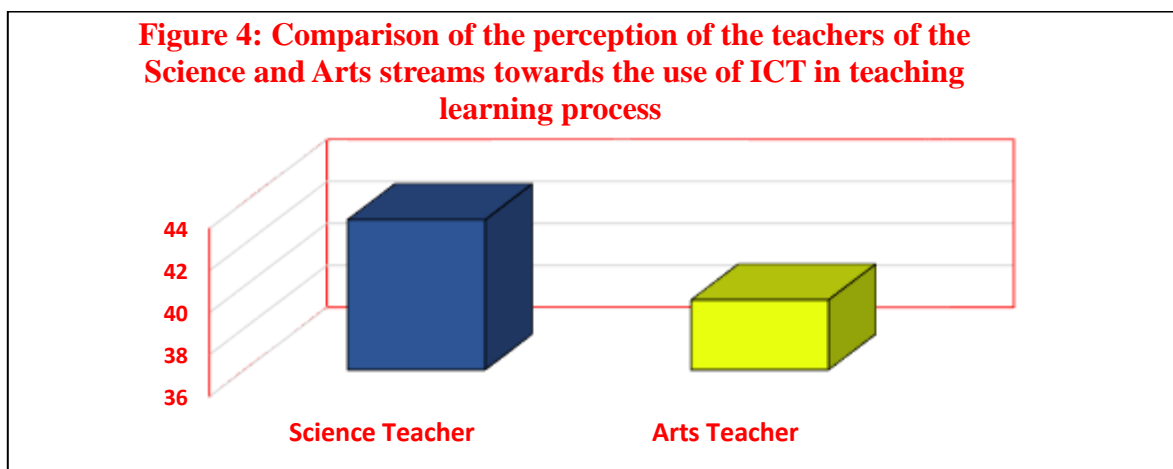 Figure 4: Comparison of the perception of the teachers of the
Science and Arts streams towards the use of ICT in teaching
learning process
44
42
40
38
36
Science Teacher
Arts Teacher